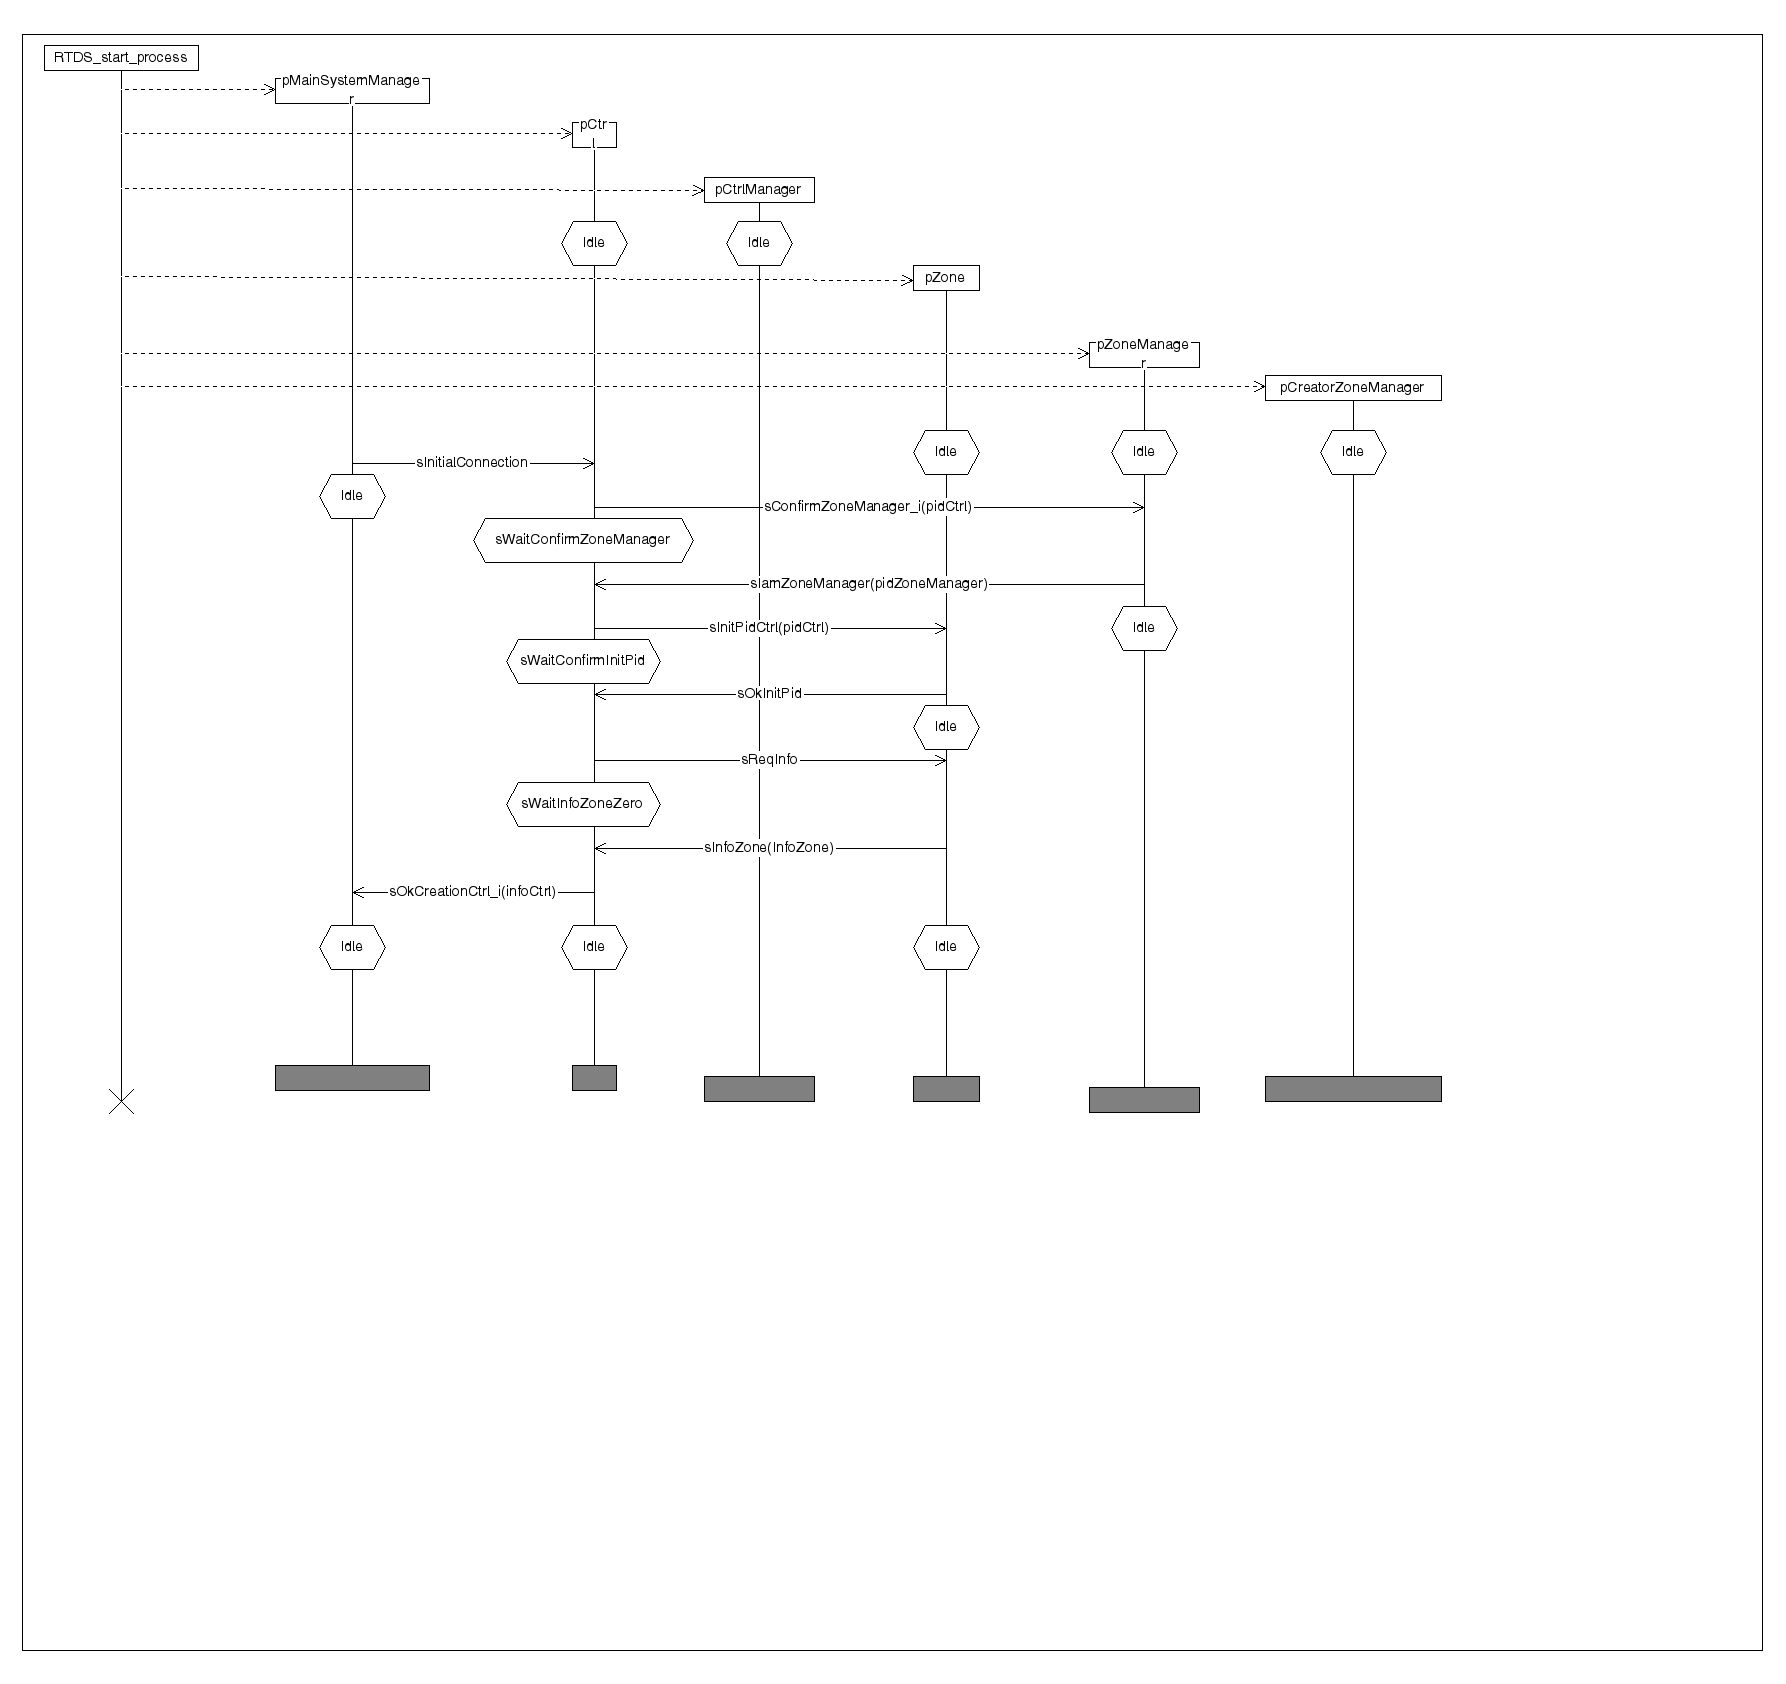 RTDS_start_process
pMainSystemManage
r
pCtr
l
pCtrlManager
Idle
Idle
pZone
pZoneManage
r
pCreatorZoneManager
Idle
Idle
Idle
sInitialConnection
Idle
sConfirmZoneManager_i(pidCtrl)
sWaitConfirmZoneManager
sIamZoneManager(pidZoneManager)
sInitPidCtrl(pidCtrl)
Idle
sWaitConfirmInitPid
sOkInitPid
Idle
sReqInfo
sWaitInfoZoneZero
sInfoZone(InfoZone)
sOkCreationCtrl_i(infoCtrl)
Idle
Idle
Idle